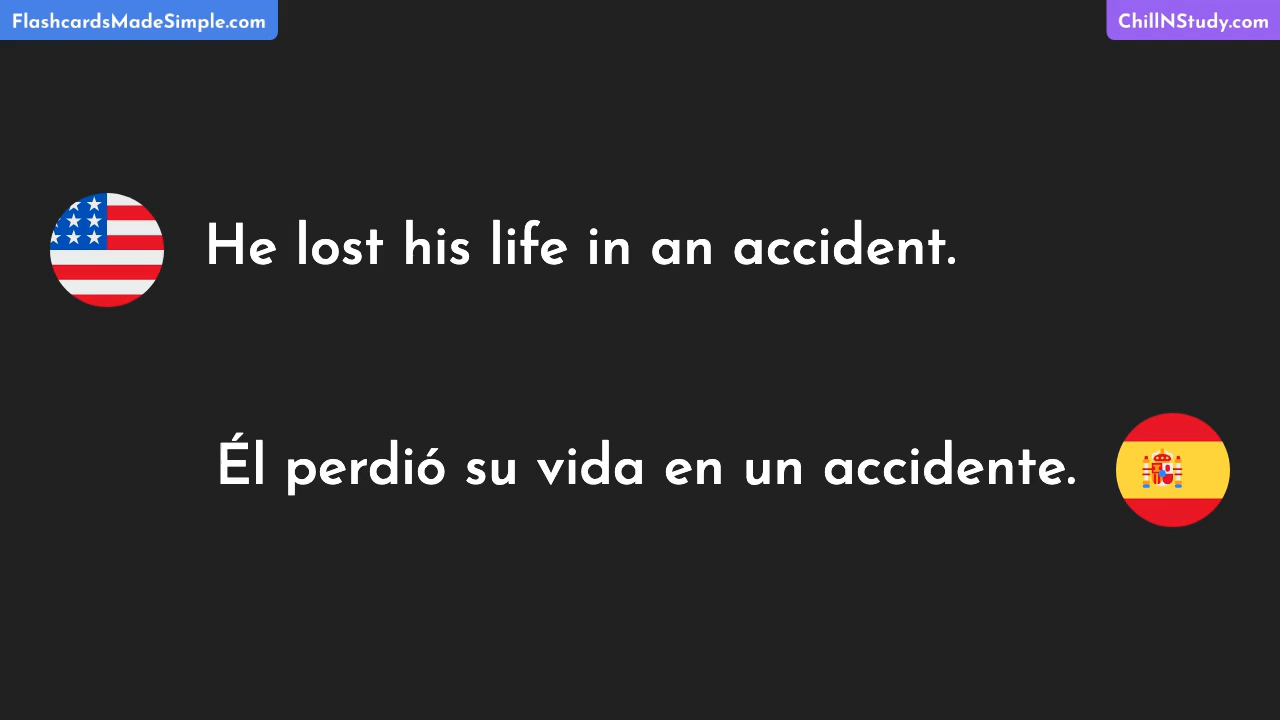 FlashcardsMadeSimple.com
ChillNStudy.com
He lost his life in an accident.
Él perdió su vida en un accidente.